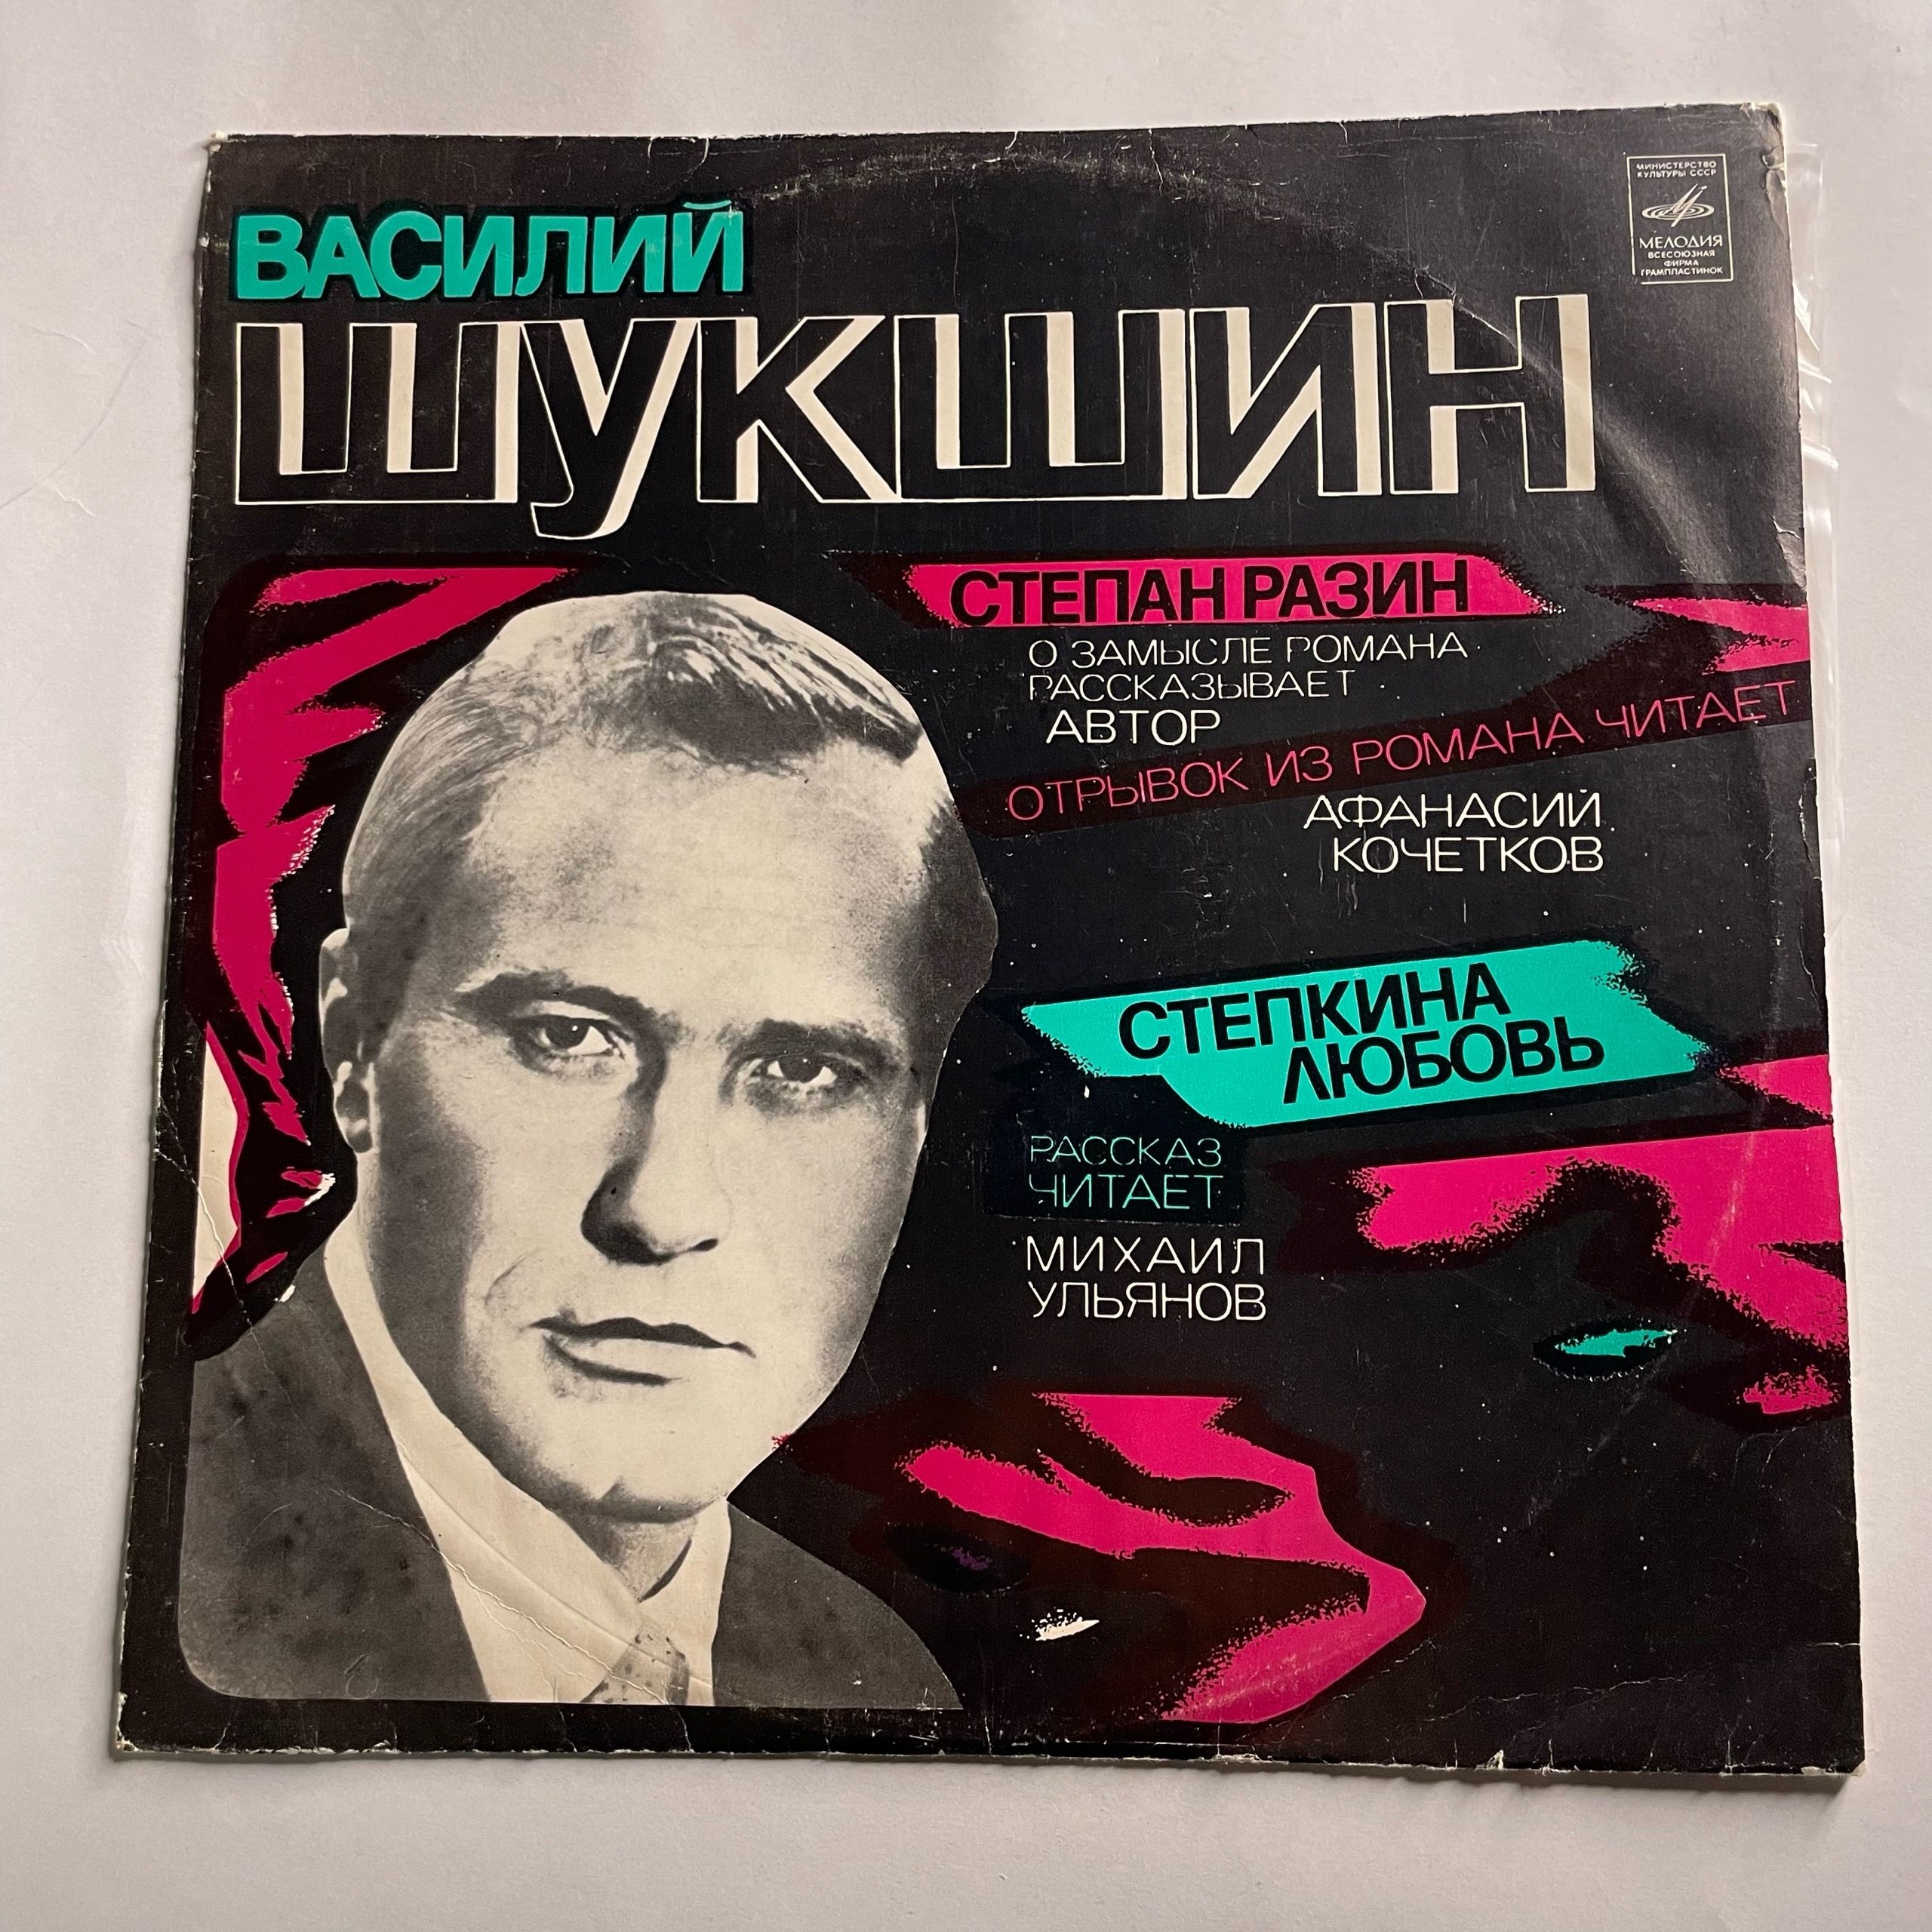 МИНИСТЕРСТВО
КУЛЬТУРЫ СССР
МЕЛОДИЯ
ВСЕСОЮЗНАЯ
ФИРМА
ГРАМПЛАСТИНОК
ВАСИЛИЙ
ШУКШИН
СТЕПАН РАЗИН
О ЗАМЫСЛЕ РОМАНА
РАССКАЗЫВАЕТ
АВТОР
ОТРЫВОК ИЗ РОМАНА ЧИТАЕТ
АФАНАСИЙ
КОЧЕТКОВ
СТЕПКИНА
ЛЮБОВЬ
РАССКАЗ
ЧИТАЕТ
МИХАИЛ
УЛЬЯНОВ